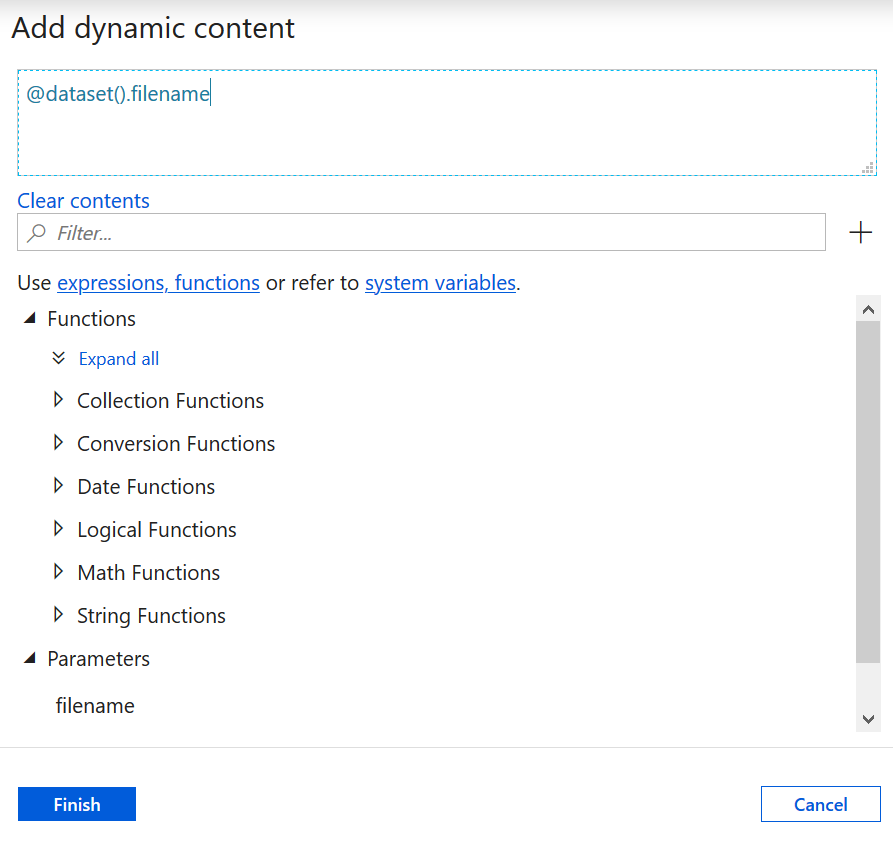 Add dynamic content
@dataset().filename
Clear contents
Filter...
Use expressions, functions or refer to system variables.
Functions
Expand all
Collection Functions
Conversion Functions
Date Functions
Logical Functions
Math Functions
String Functions
Parameters
filename
Finish
Cancel